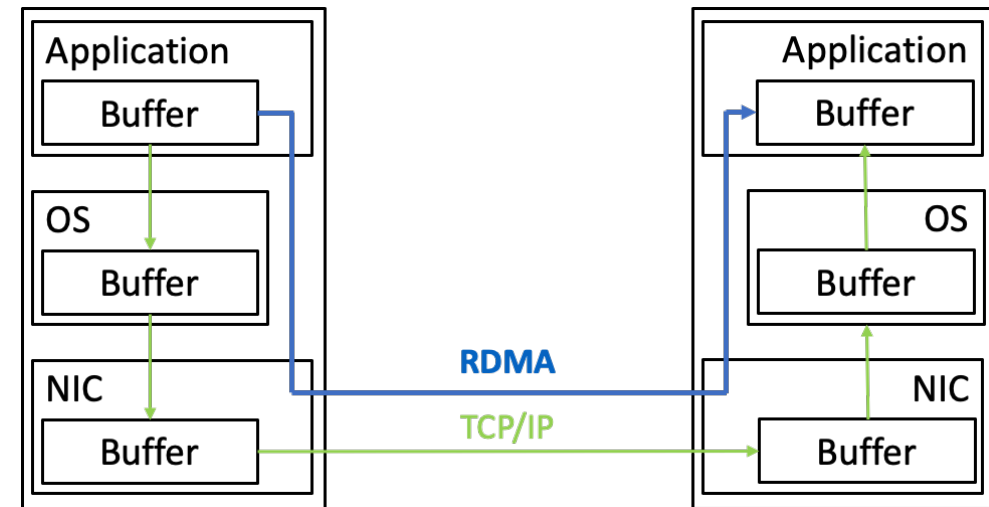 Application
Buffer
OS
Buffer
NIC
Buffer
RDMA
TCP/IP
Application
Buffer
OS
Buffer
NIC
Buffer